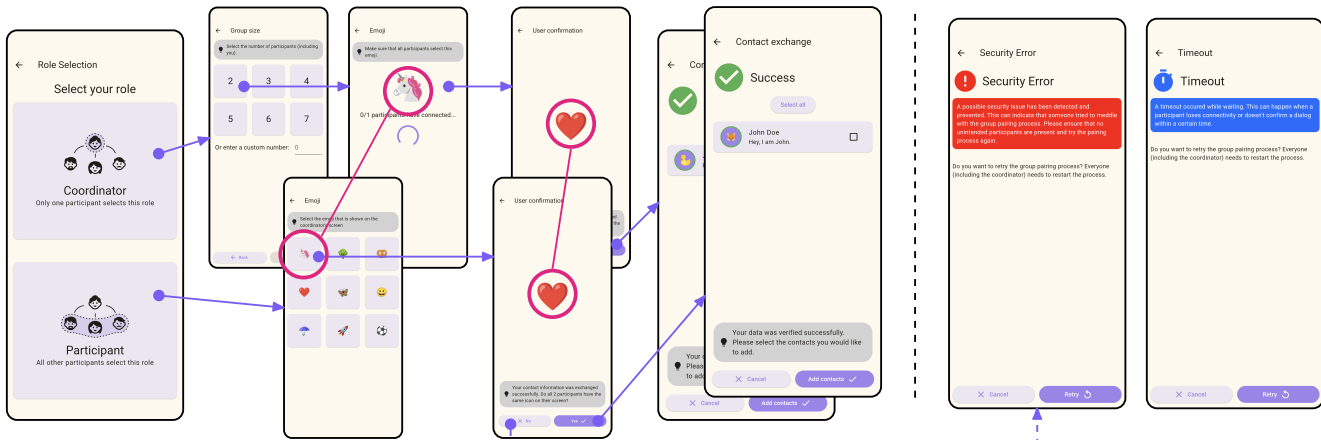 Role Selection
Select your role
Coordinator
Only one participant selects this role
Participant
All other participants select this role
Group size
Select the number of participants (including
you).
2
3
4
5
6
7
Or enter a custom number:
0
Back
Emoji
Make sure that all participants select this
emoji.
0/1 participants have connected...
Emoji
Select the emoji that is shown on the
coordinator's screen
User confirmation
User confirmation
Your contact information was exchanged
successfully. Do all 2 participants have the
same icon on their screen?
No
Yes
Cor
Your d
Pleas
to add
Cancel
Add contacts
Contact exchange
Success
Select all
John Doe
Hey, I am John.
Your data was verified successfully.
Please select the contacts you would like
to add.
Cancel
Add contacts
Security Error
Security Error
A possible security issue has been detected and
prevented. This can indicate that someone tried to meddle
with the group pairing process. Please ensure that no
unintended participants are present and try the pairing
process again.
Do you want to retry the group pairing process? Everyone
(including the coordinator) needs to restart the process.
Cancel
Retry
Timeout
Timeout
A timeout occured while waiting. This can happen when a
participant loses connectivity or doesn't confirm a dialog
within a certain time.
Do you want to retry the group pairing process? Everyone
(including the coordinator) needs to restart the process.
Cancel
Retry